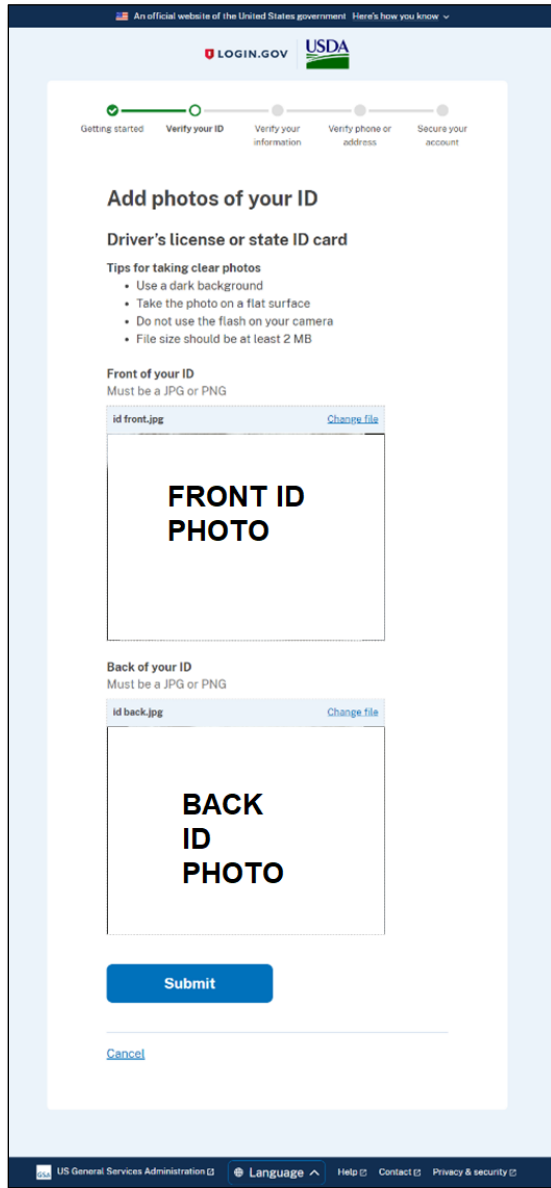 An official website of the United States government Here's how you know
LOGIN.GOV USDA
Getting started Verify your ID Verify your information Verify phone or address Secure your account
Add photos of your ID
Driver's license or state ID card
Tips for taking clear photos
• Use a dark background
• Take the photo on a flat surface
• Do not use the flash on your camera
• File size should be at least 2 MB
Front of your ID
Must be a JPG or PNG
id front.jpg Change file
FRONT ID
PHOTO
Back of your ID
Must be a JPG or PNG
id back.jpg Change file
BACK
ID
PHOTO
Submit
Cancel
GSA US General Services Administration Language Help Contact Privacy & security